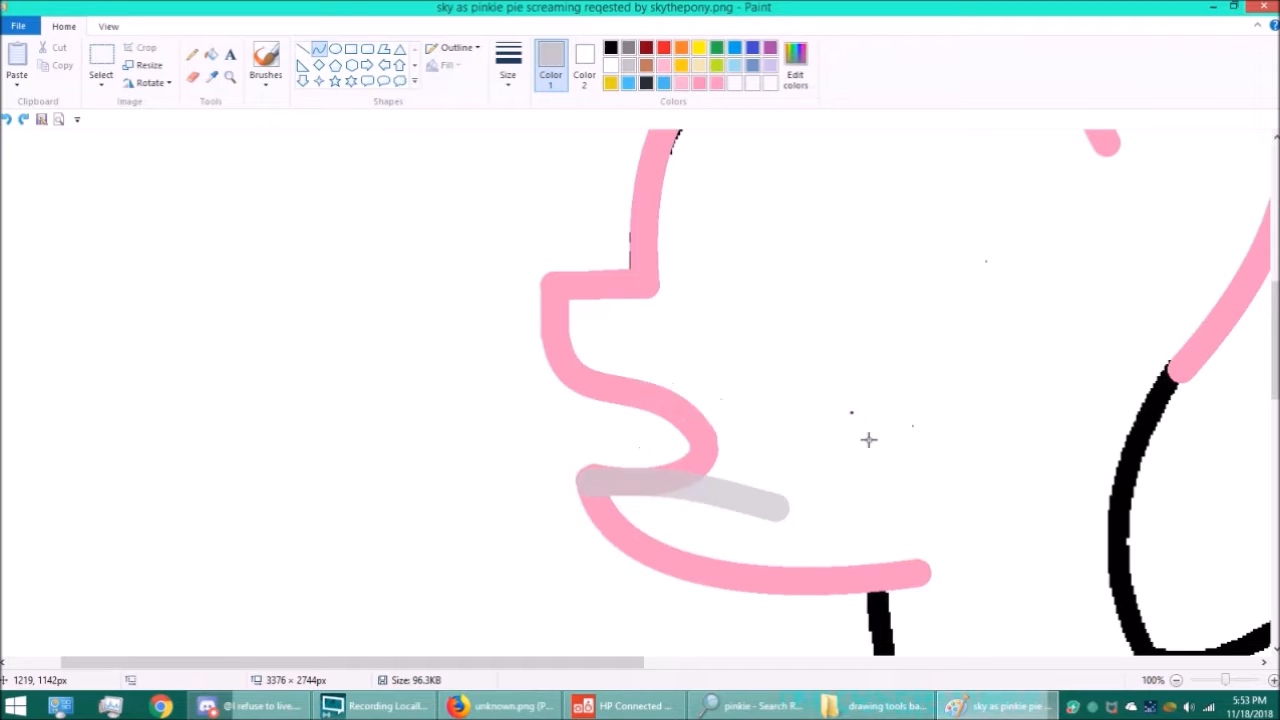 sky as pinkie pie screaming reqested by skythepony.png - Paint
File Home View
Paste Cut Copy
Clipboard
Select Crop Resize Rotate
Image
A
Tools
Brushes
Outline Fill
Shapes
Size
Color 1
Color 2
Edit colors
Colors
1219, 1142px
3376 × 2744px
Size: 96.3KB
100%
@I refuse to live...
Recording Locall...
unknown.png (P...
HP Connected ...
pinkie - Search R...
drawing tools ba...
sky as pinkie pie ...
5:53 PM
11/18/2018